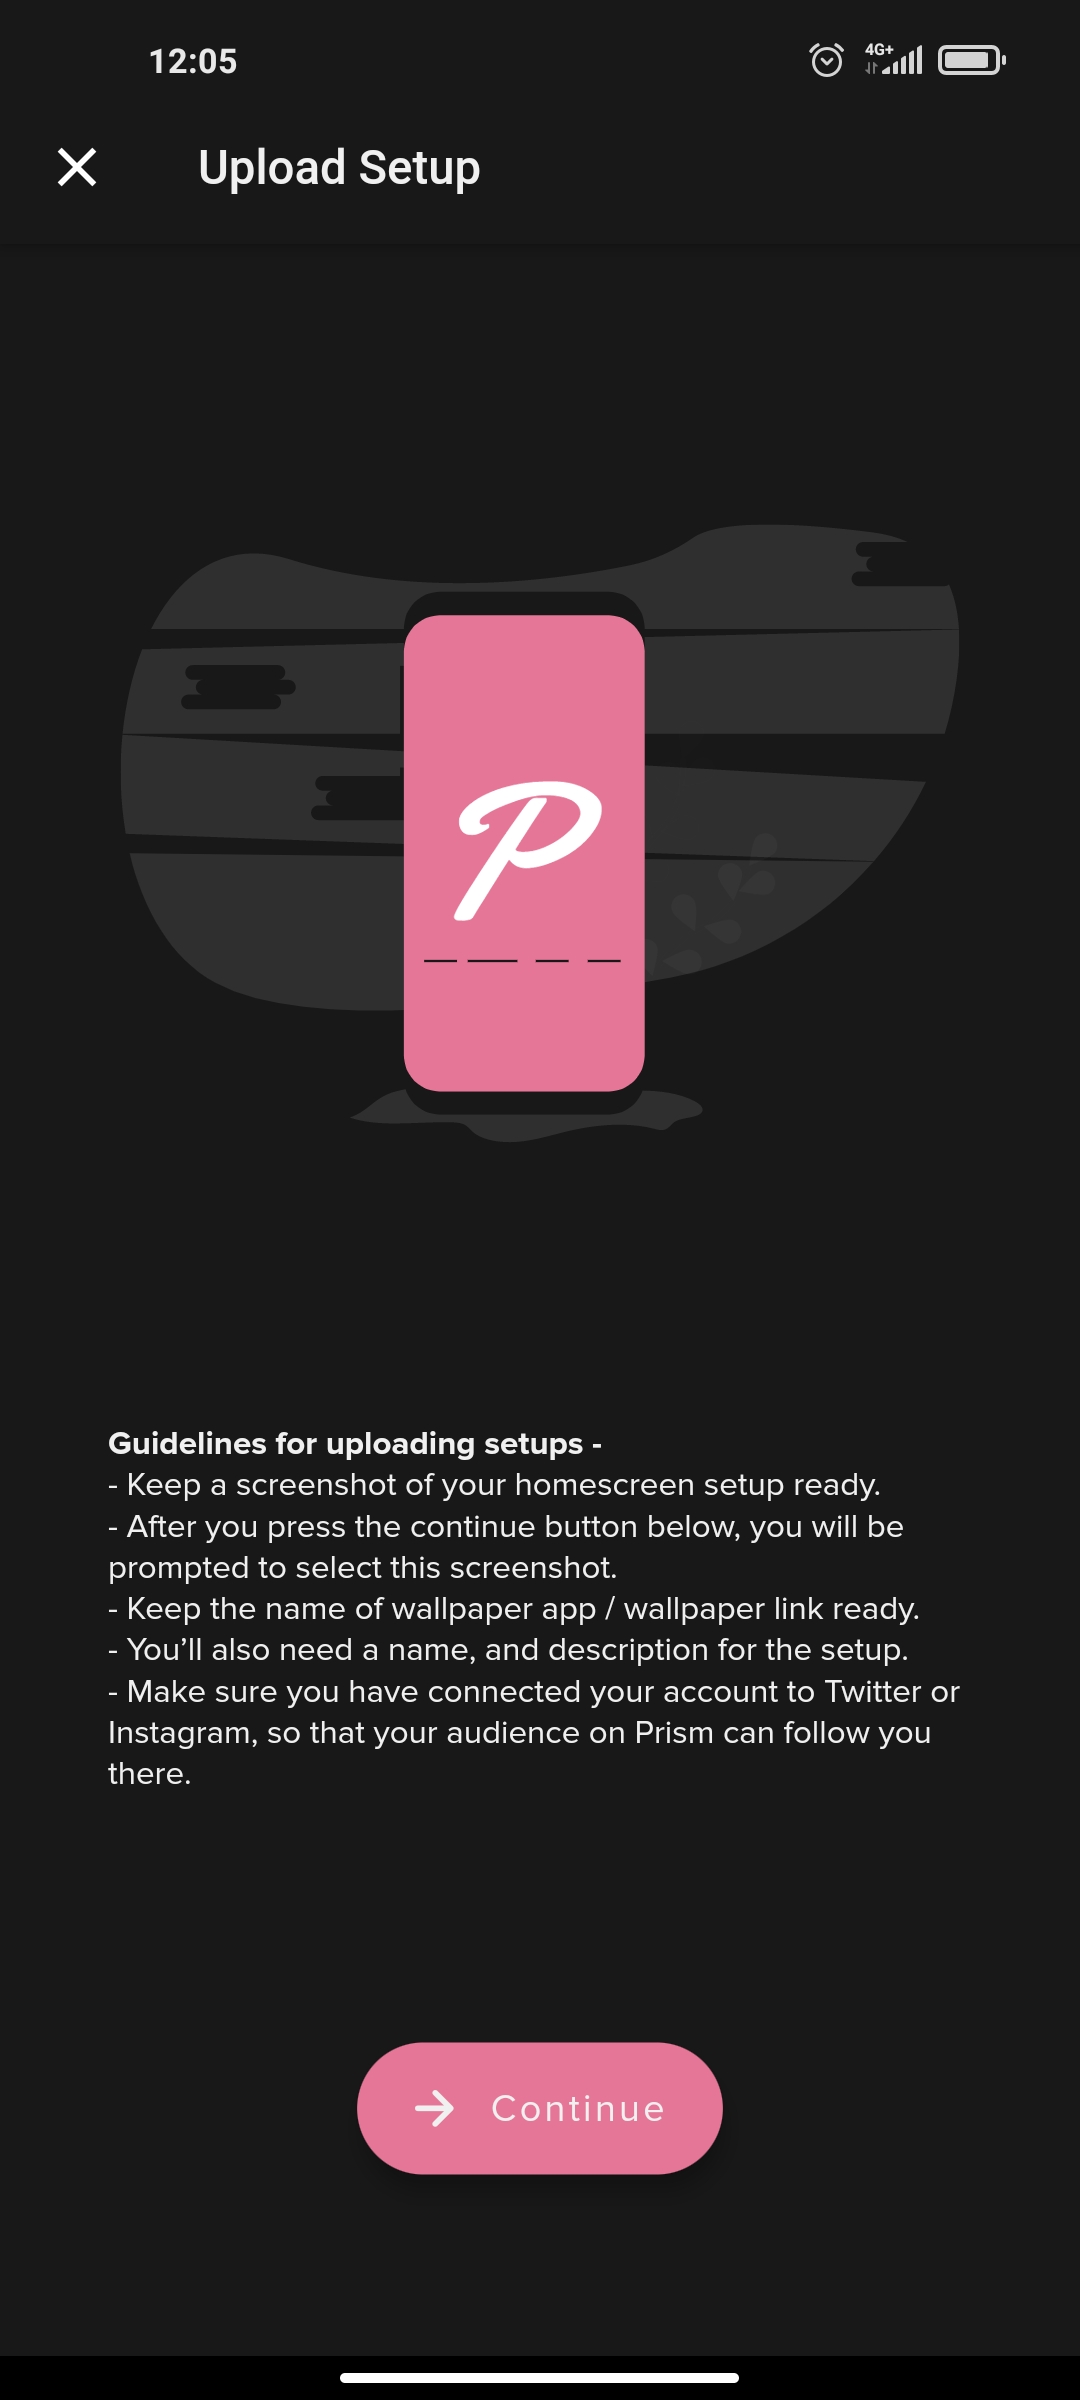 12:05
4G+
Upload Setup
P
Guidelines for uploading setups -
- Keep a screenshot of your homescreen setup ready.
- After you press the continue button below, you will be
prompted to select this screenshot.
- Keep the name of wallpaper app / wallpaper link ready.
- You’ll also need a name, and description for the setup.
- Make sure you have connected your account to Twitter or
Instagram, so that your audience on Prism can follow you
there.
Continue